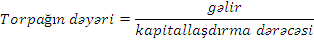 Torpağın dəyəri = gəlir / kapitallaşdırma dərəcəsi